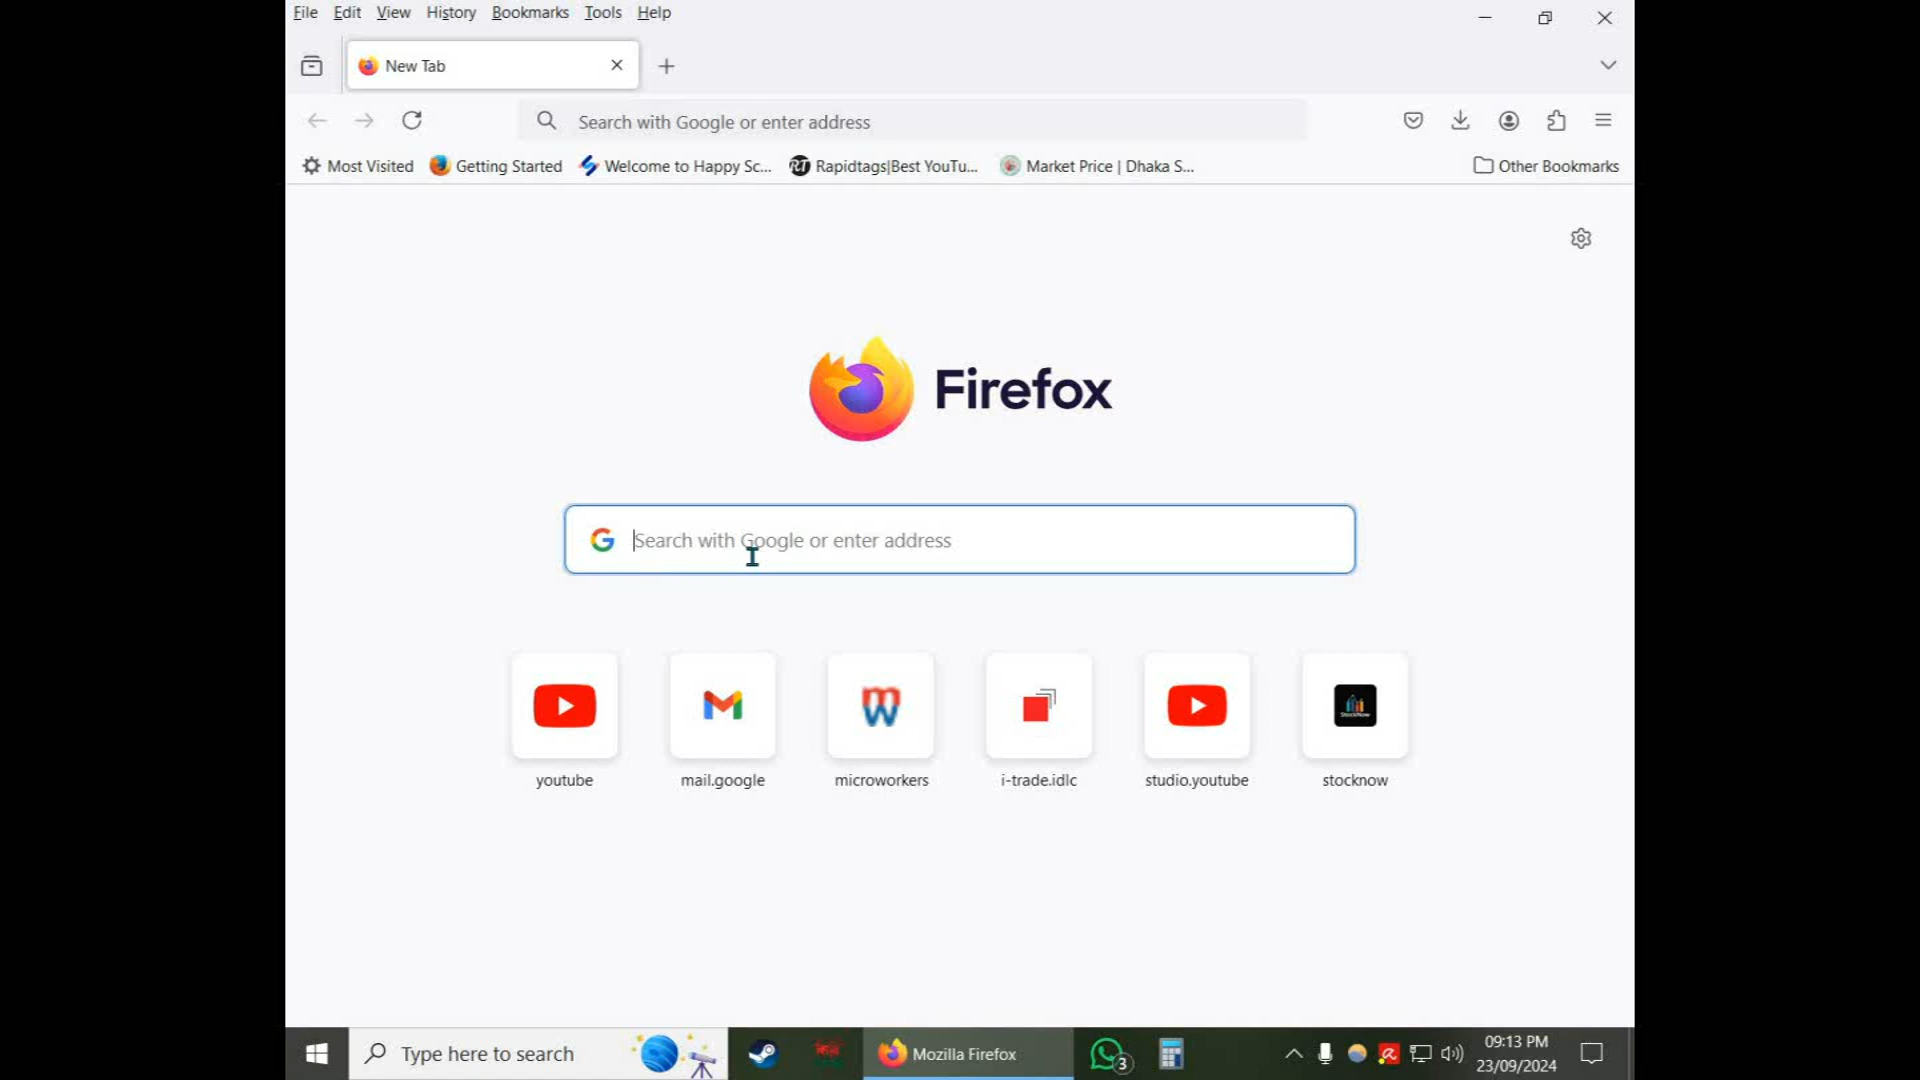 File Edit View History Bookmarks Tools Help
New Tab
Search with Google or enter address
Most Visited Getting Started Welcome to Happy Sc... Rapidtags|Best YouTu... Market Price | Dhaka S... Other Bookmarks
Firefox
Search with Google or enter address
youtube mail.google microworkers i-trade.idlc studio.youtube stocknow
Type here to search Mozilla Firefox 3 09:13 PM
23/09/2024